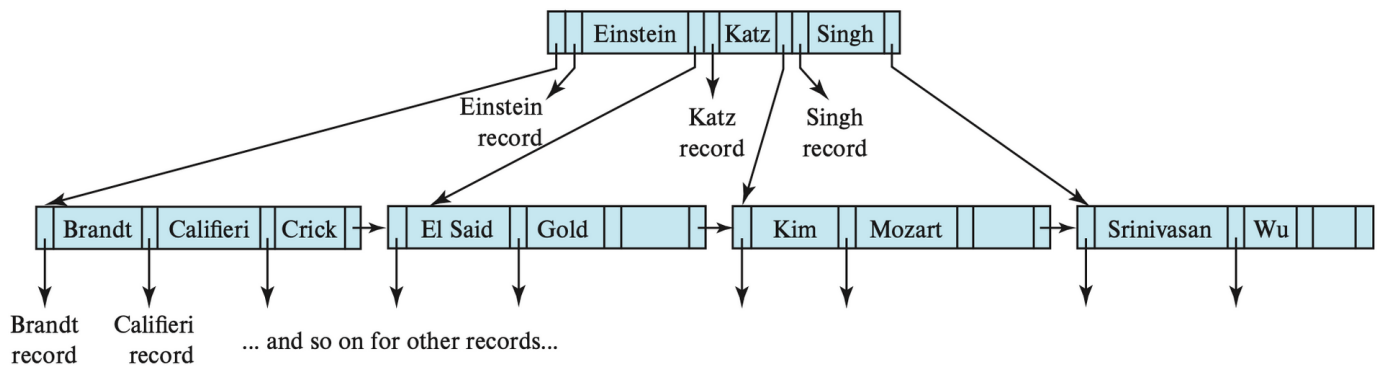 Einstein Katz Singh
Einstein
record
Katz
record
Singh
record
Brandt Califieri Crick El Said Gold Kim Mozart Srinivasan Wu
Brandt
record
Califieri
record
... and so on for other records...